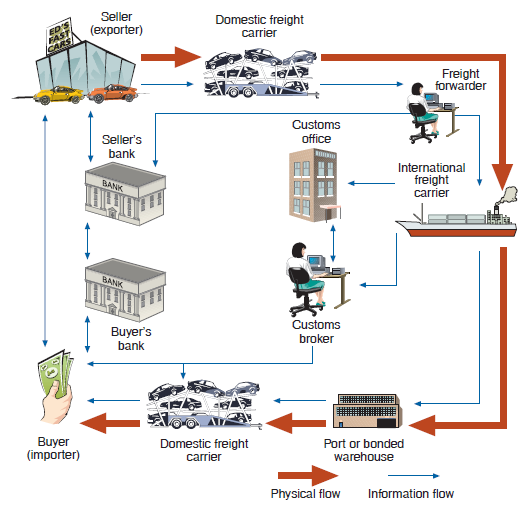 Seller
(exporter)
ED'S
FAST
CARS
Domestic freight
carrier
Freight
forwarder
Seller's
bank
BANK
Customs
office
International
freight
carrier
BANK
Buyer's
bank
Customs
broker
Buyer
(importer)
Domestic freight
carrier
Port or bonded
warehouse
Physical flow
Information flow